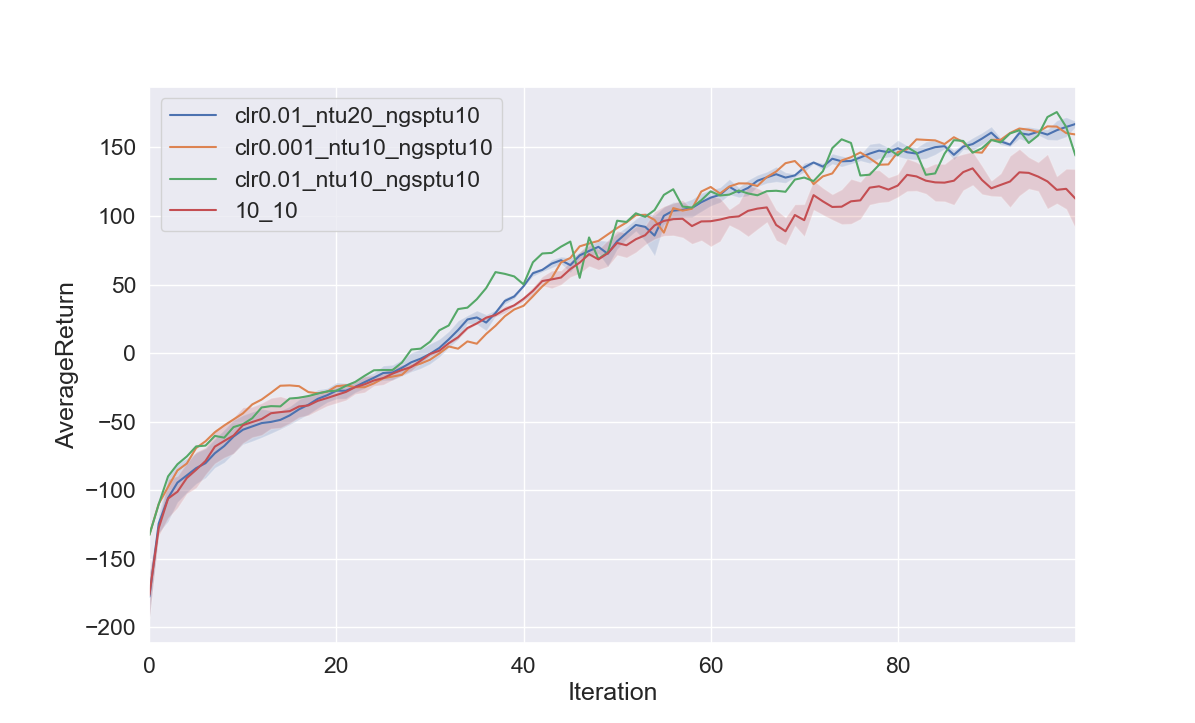 clr0.01_ntu20_ngsptu10
clr0.001_ntu10_ngsptu10
clr0.01_ntu10_ngsptu10
10_10
150
100
50
0
−50
−100
−150
−200
AverageReturn
0 20 40 60 80
Iteration